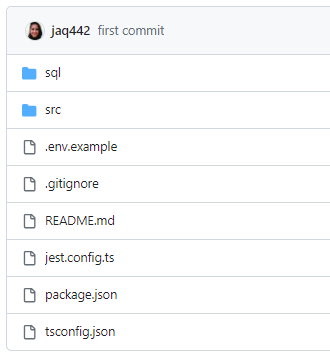 jaq442 first commit
sql
src
.env.example
.gitignore
README.md
jest.config.ts
package.json
tsconfig.json